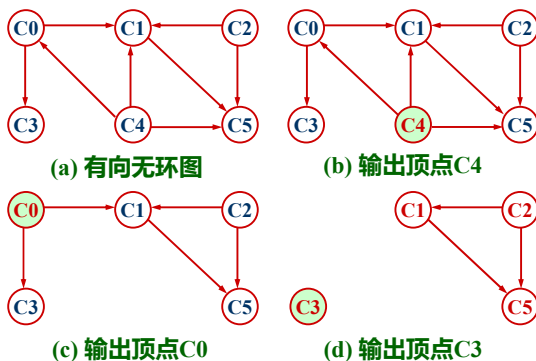 C0 C1 C2 C0 C1 C2
C3 C4 C5 C3 C4 C5
(a) 有向无环图 (b) 输出顶点C4
C0 C1 C2 C1 C2
C3 C5 C3 C5
(c) 输出顶点C0 (d) 输出顶点C3